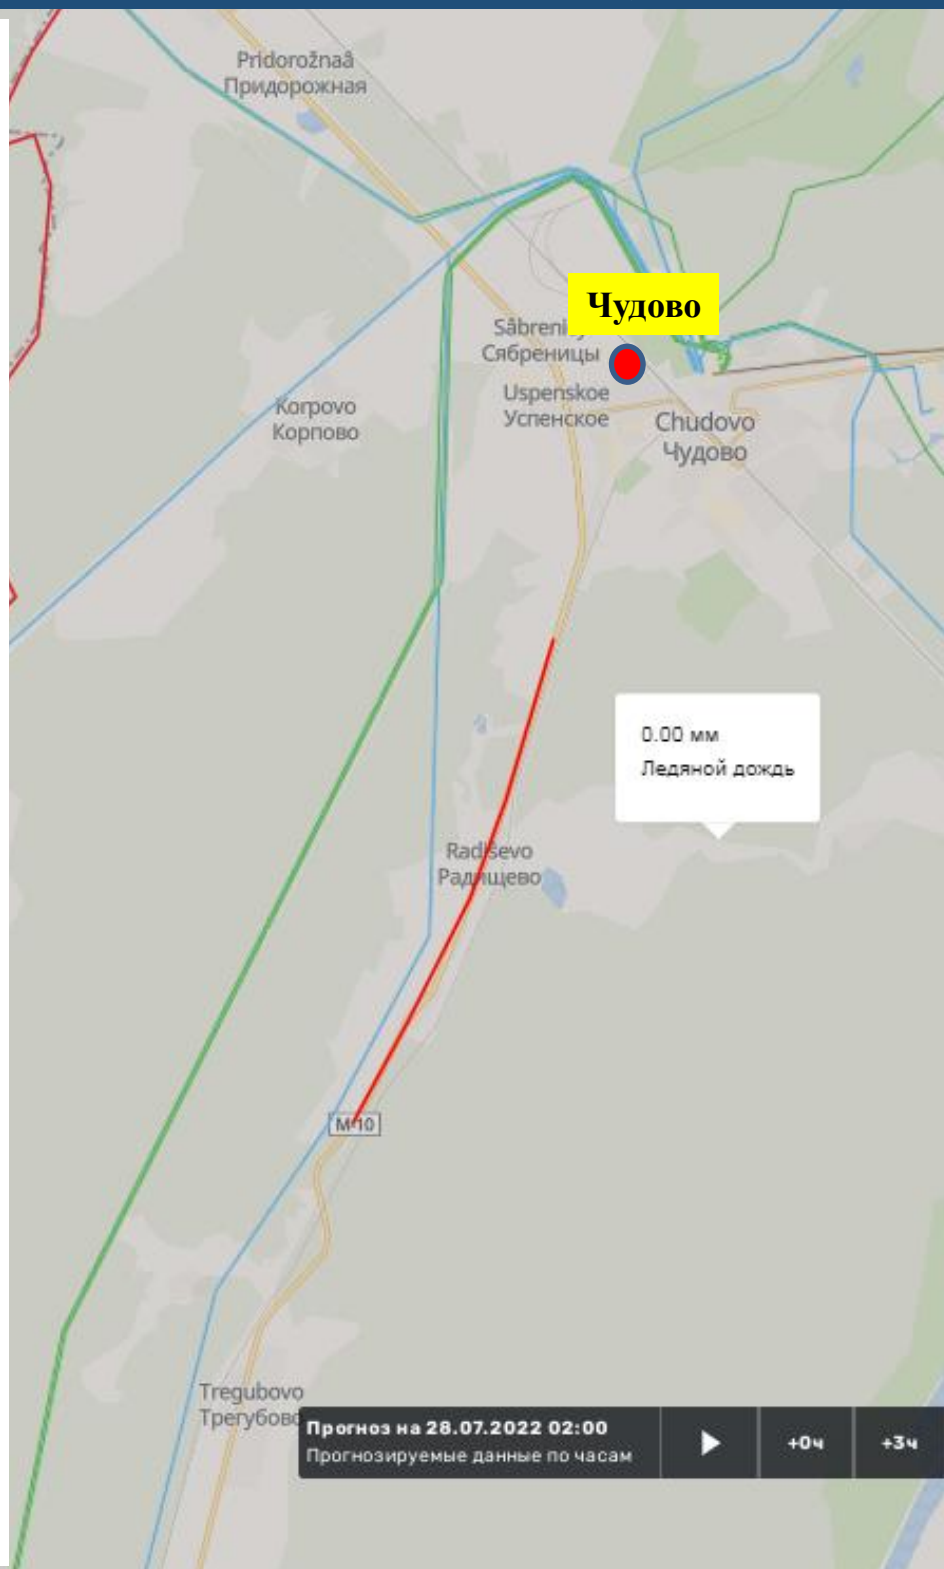 Pridorožnaâ
Придорожная
Чудово
Sâbreni
Сябреницы
Uspenskoe
Успенское
Korpovo
Корпово
Chudovo
Чудово
0.00 мм
Ледяной дождь
Radiševo
Радищево
М-10
Tregubovo
Трегубово
Прогноз на 28.07.2022 02:00
Прогнозируемые данные по часам
+0ч
+3ч